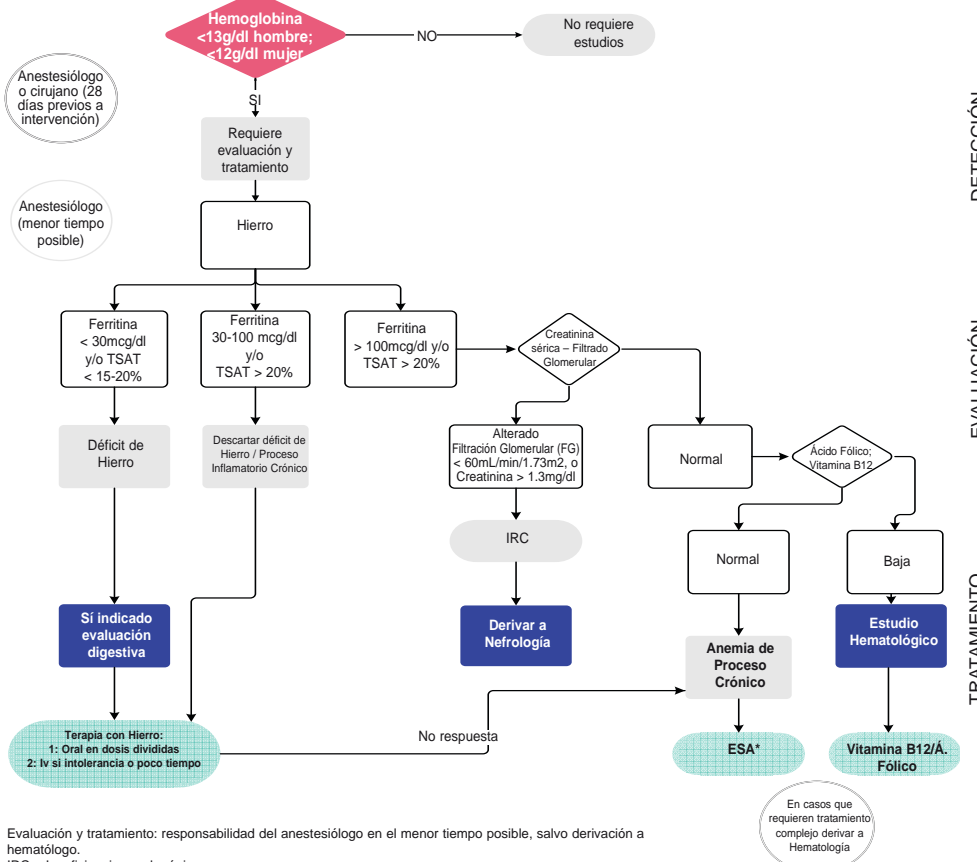 Hemoglobina
<13g/dl hombre;
<12g/dl mujer
NO
No requiere
estudios
Anestesiólogo
o cirujano (28
días previos a
intervención)
SI
Requiere
evaluación y
tratamiento
DETECCIÓN
Anestesiólogo
(menor tiempo
posible)
Hierro
Ferritina
< 30mcg/dl
y/o TSAT
< 15-20%
Ferritina
30-100 mcg/dl
y/o
TSAT > 20%
Ferritina
> 100mcg/dl y/o
TSAT > 20%
Creatinina
sérica – Filtrado
Glomerular
EVALUACIÓN
Déficit de
Hierro
Descartar déficit de
Hierro / Proceso
Inflamatorio Crónico
Alterado
Filtración Glomerular (FG)
< 60mL/min/1.73m2, o
Creatinina > 1.3mg/dl
Normal
Ácido Fólico;
Vitamina B12
IRC
Normal
Baja
Sí indicado
evaluación
digestiva
Derivar a
Nefrología
Anemia de
Proceso
Crónico
Estudio
Hematológico
TRATAMIENTO
Terapia con Hierro:
1: Oral en dosis divididas
2: Iv si intolerancia o poco tiempo
No respuesta
ESA*
Vitamina B12/Á.
Fólico
En casos que
requieren tratamiento
complejo derivar a
Hematología
Evaluación y tratamiento: responsabilidad del anestesiólogo en el menor tiempo posible, salvo derivación a
hematólogo.